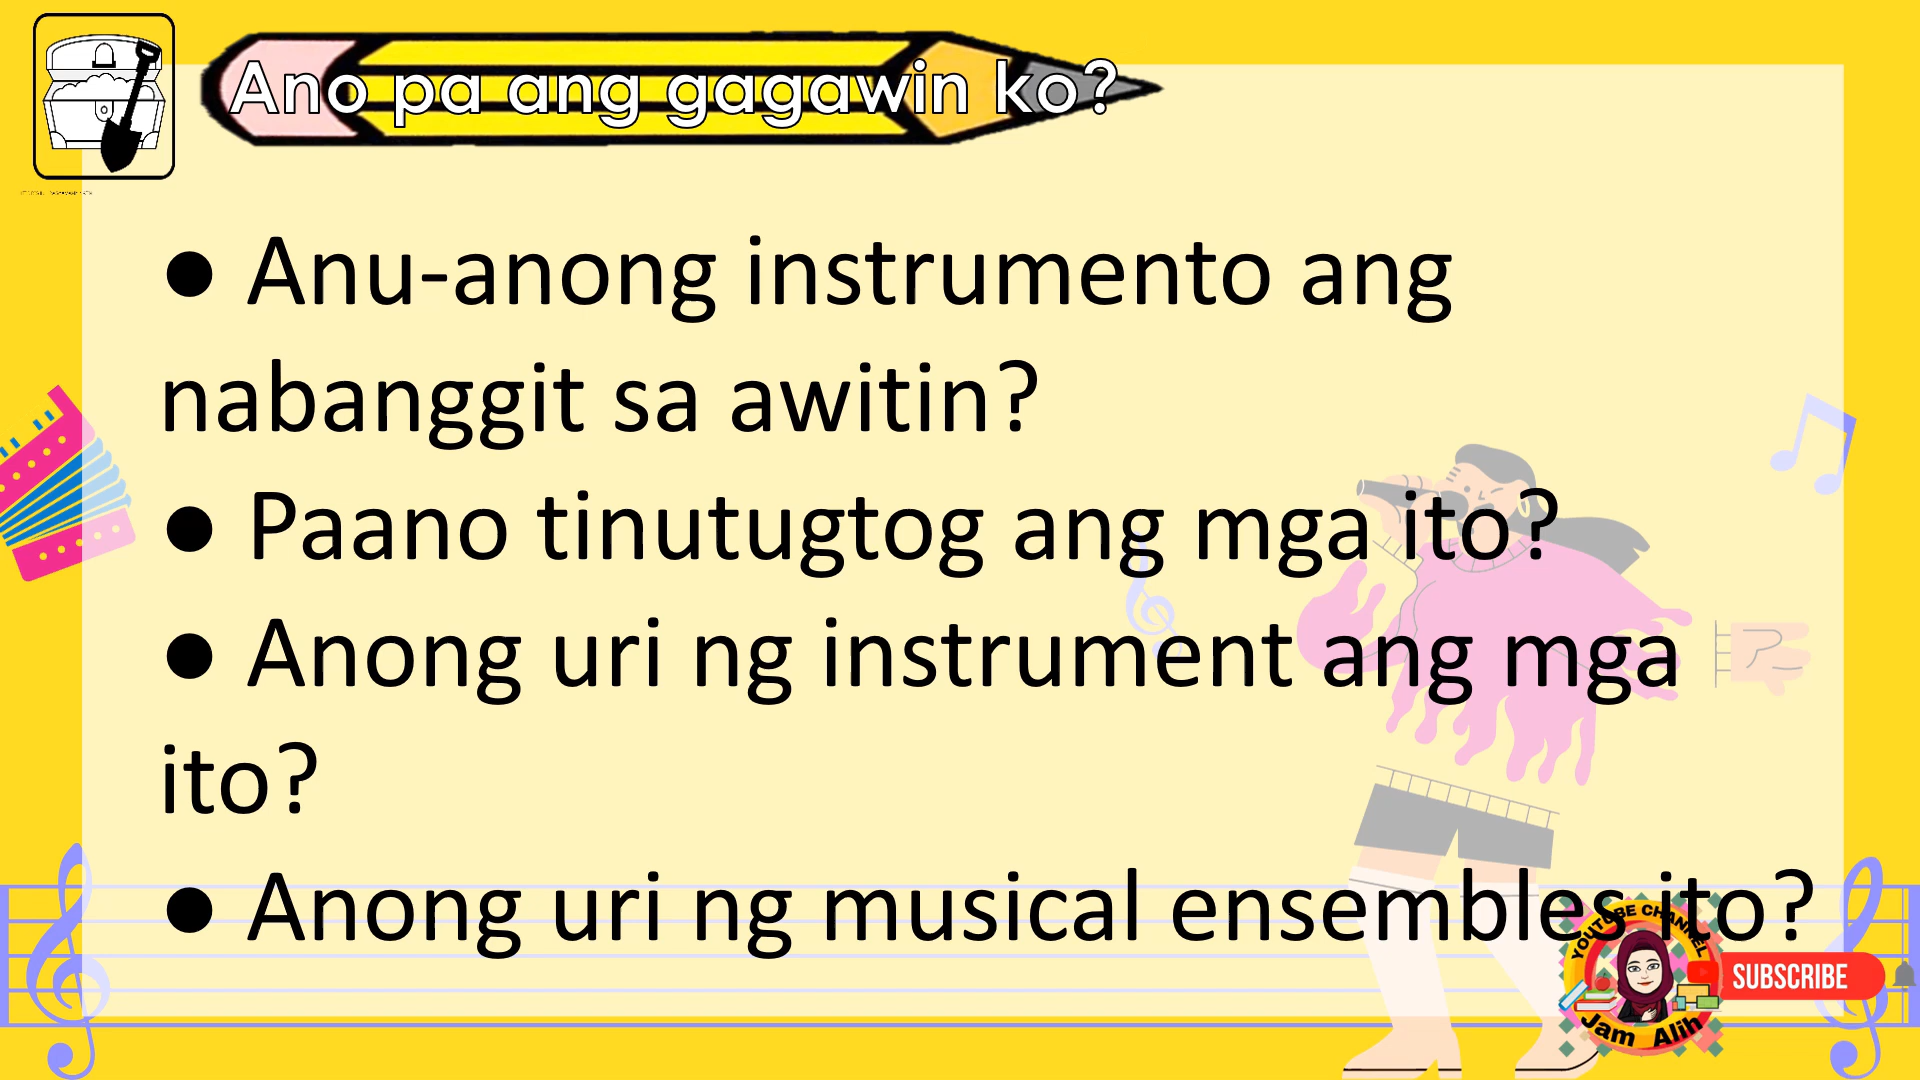 Ano pa ang gagawin ko?
● Anu-anong instrumento ang
nabanggit sa awitin?
● Paano tinutugtog ang mga ito?
● Anong uri ng instrument ang mga
ito?
● Anong uri ng musical ensembles ito?
YOUTUBE CHANNEL
SUBSCRIBE
Jam Alih